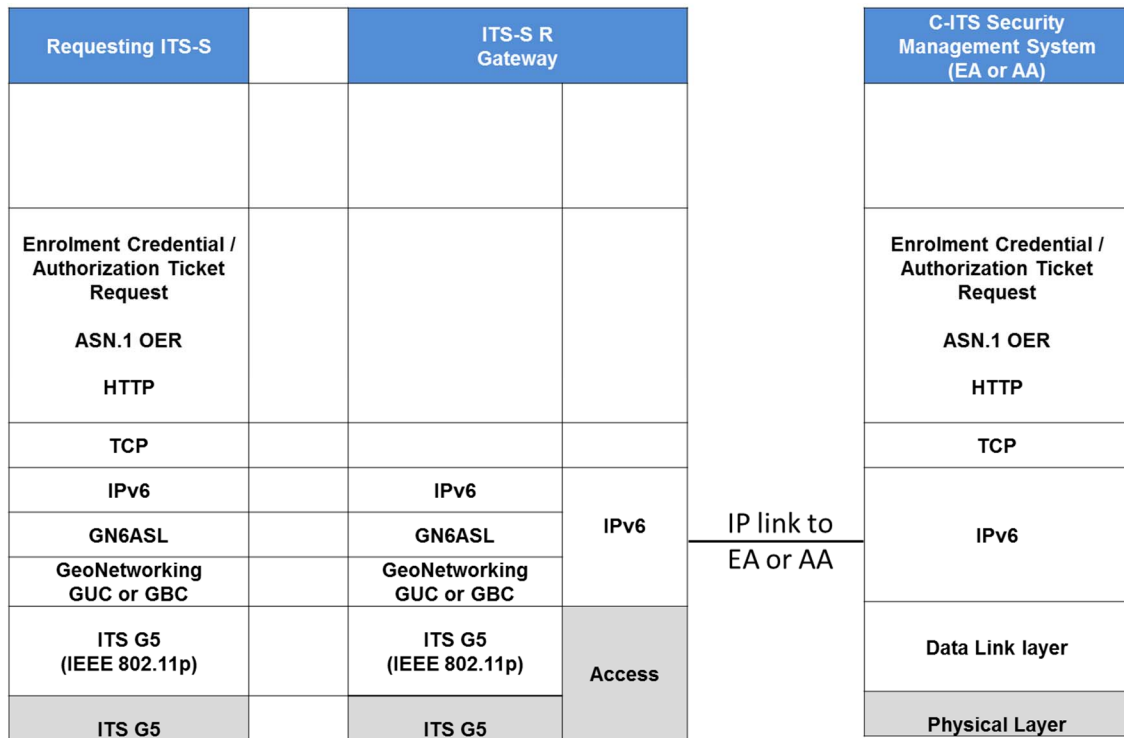 Requesting ITS-S
ITS-S R
Gateway
C-ITS Security
Management System
(EA or AA)
Enrolment Credential /
Authorization Ticket
Request
ASN.1 OER
HTTP
Enrolment Credential /
Authorization Ticket
Request
ASN.1 OER
HTTP
TCP
TCP
IPv6
IPv6
IPv6
IP link to
EA or AA
IPv6
GN6ASL
GN6ASL
GeoNetworking
GUC or GBC
GeoNetworking
GUC or GBC
ITS G5
(IEEE 802.11p)
ITS G5
(IEEE 802.11p)
Access
Data Link layer
ITS G5
ITS G5
Physical Layer